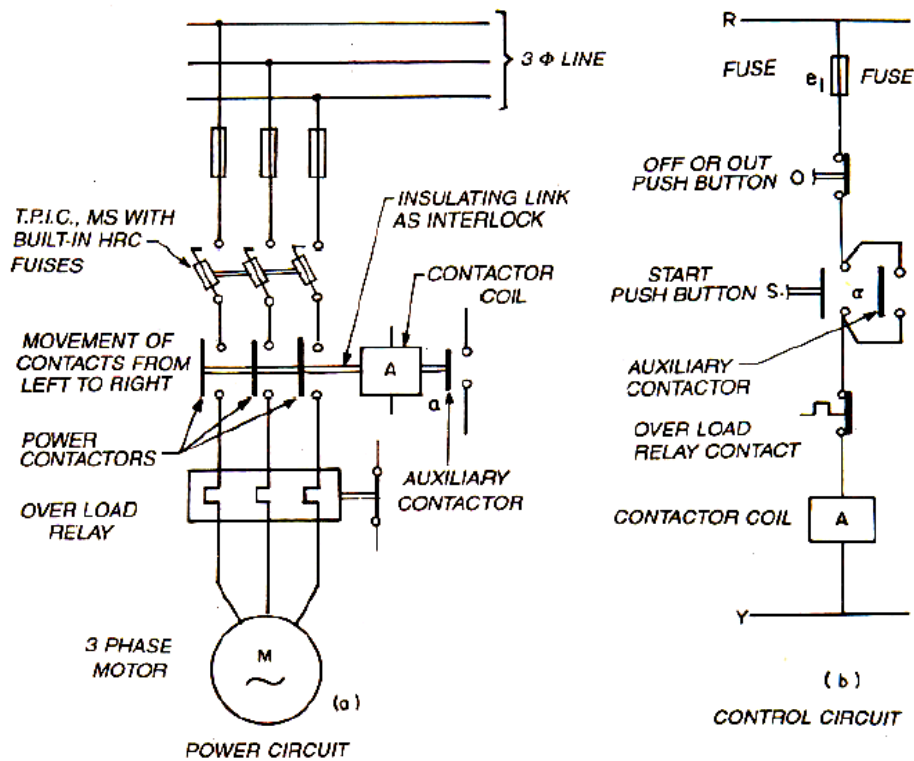 3 Φ LINE
T.P.I.C., MS WITH
BUILT-IN HRC
FUISES
INSULATING LINK
AS INTERLOCK
CONTACTOR
COIL
MOVEMENT OF
CONTACTS FROM
LEFT TO RIGHT
A
a
POWER
CONTACTORS
AUXILIARY
CONTACTOR
OVER LOAD
RELAY
3 PHASE
MOTOR
M
(a)
POWER CIRCUIT
R
FUSE
e1
FUSE
OFF OR OUT
PUSH BUTTON
O
START
PUSH BUTTON
S.
α
AUXILIARY
CONTACTOR
OVER LOAD
RELAY CONTACT
CONTACTOR COIL
A
Y
(b)
CONTROL CIRCUIT